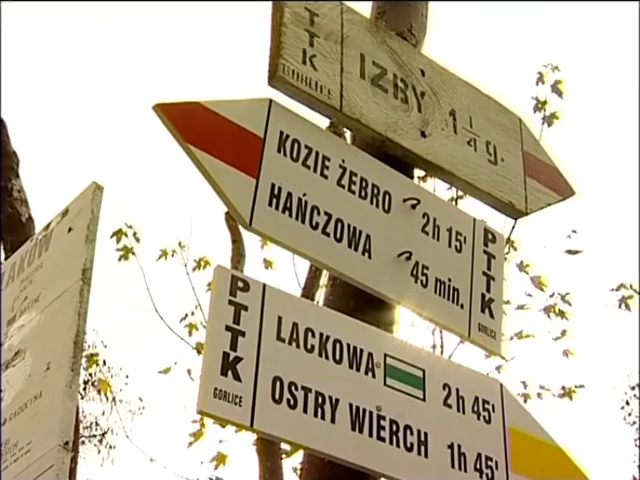 PTTK
GORLICE
IZBY 1 1/4 g.
KOZIE ŻEBRO 2h 15'
HAŃCZOWA 45 min.
PTTK
GORLICE
PTTK
GORLICE
LACKOWA 2h 45'
OSTRY WIERCH 1h 45'